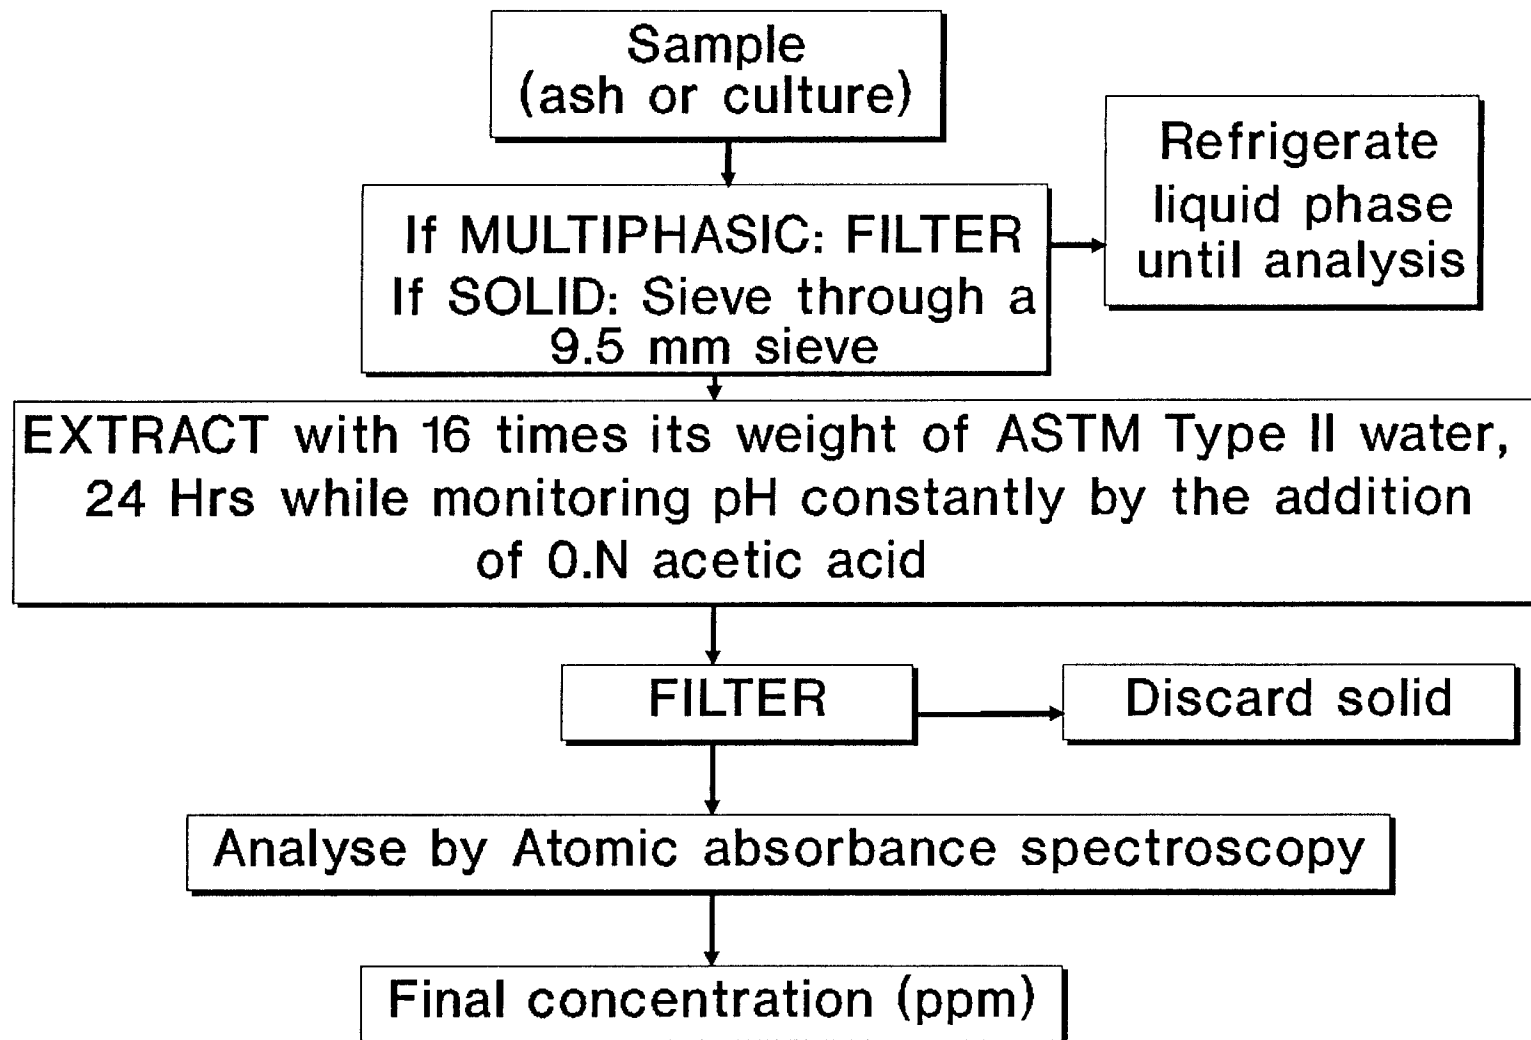 Sample
(ash or culture)
Refrigerate
liquid phase
until analysis
If MULTIPHASIC: FILTER
If SOLID: Sieve through a
9.5 mm sieve
EXTRACT with 16 times its weight of ASTM Type II water,
24 Hrs while monitoring pH constantly by the addition
of 0.N acetic acid
FILTER
Discard solid
Analyse by Atomic absorbance spectroscopy
Final concentration (ppm)